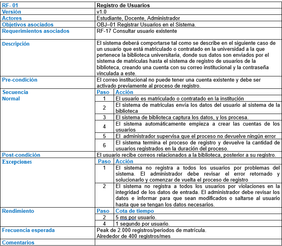 RF- 01 Registro de Usuarios
Versión v1.0
Actores Estudiante, Docente, Administrador
Objetivos asociados OBJ–01 Registrar Usuarios en el Sistema
Requerimientos asociados RF-17 Consultar usuario existente
Descripción El sistema deberá comportarse tal como se describe en el siguiente caso de
un usuario que está matriculado o contratado en la universidad a la que
pertenece la biblioteca universitaria, donde sus datos son enviados por el
sistema de matrículas hasta el sistema de registro de usuarios de la
biblioteca, creando una cuenta con su correo institucional y la contraseña
vinculada a este.
Pre-condición El correo institucional no puede tener una cuenta existente y debe ser
activado previamente al proceso de registro.
Secuencia Normal Paso Acción
1 El usuario es matriculado o contratado en la institución
2 El sistema de matrículas envía los datos del usuario al sistema de la
biblioteca
3 El sistema de biblioteca captura los datos, y los procesa.
4 El sistema automáticamente empieza a crear las cuentas de los
usuarios
5 El administrador supervisa que el proceso no devuelve ningún error
6 El sistema termina el proceso de registro y devuelve la cantidad de
usuarios registrados en la duración del proceso.
Post-condición El usuario recibe correos relacionados a la biblioteca, posterior a su registro.
Excepciones Paso Acción
1 El sistema no registra a todos los usuarios por problemas del
sistema. El administrador debe revisar el error retornado y
solucionarlo y comenzar de vuelta el proceso de registro
2 El sistema no registra a todos los usuarios por violaciones en la
integridad de los datos de entrada. El administrador debe revisar los
datos e informar para que sean modificados o saltarse al usuario
hasta que se tengan los datos necesarios.
Rendimiento Paso Cota de tiempo
2 5 ms por usuario
4 1 segundo por usuario.
Frecuencia esperada Peak de 2.000 registros/periodos de matrícula.
Alrededor de 400 registros/mes
Comentarios